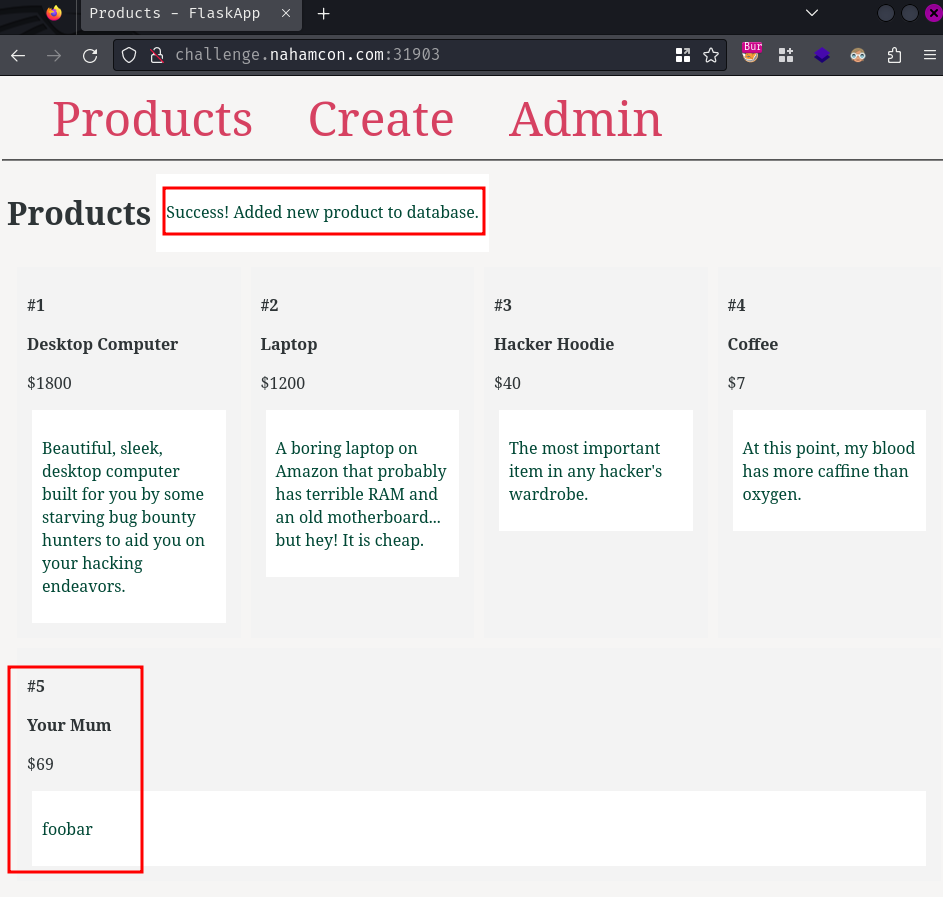 Products - FlaskApp
challenge.nahamcon.com:31903
Bur
Products Create Admin
Products
Success! Added new product to database.
#1
Desktop Computer
$1800
Beautiful, sleek,
desktop computer
built for you by some
starving bug bounty
hunters to aid you on
your hacking
endeavors.
#2
Laptop
$1200
A boring laptop on
Amazon that probably
has terrible RAM and
an old motherboard...
but hey! It is cheap.
#3
Hacker Hoodie
$40
The most important
item in any hacker's
wardrobe.
#4
Coffee
$7
At this point, my blood
has more caffine than
oxygen.
#5
Your Mum
$69
foobar